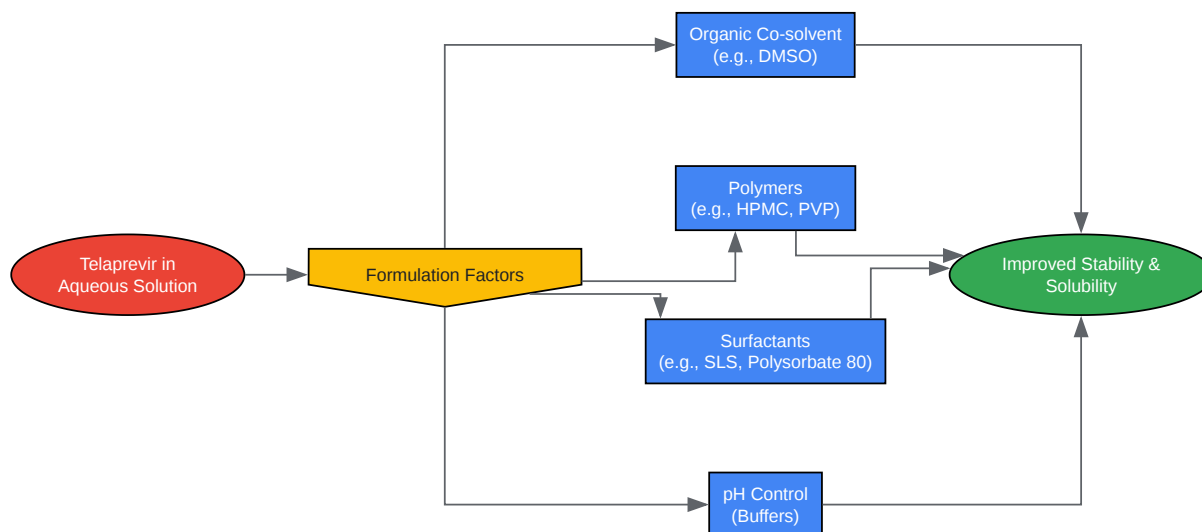 Organic Co-solvent
(e.g., DMSO)
Polymers
(e.g., HPMC, PVP)
Telaprevir in
Aqueous Solution
Formulation Factors
Improved Stability &
Solubility
Surfactants
(e.g., SLS, Polysorbate 80)
pH Control
(Buffers)